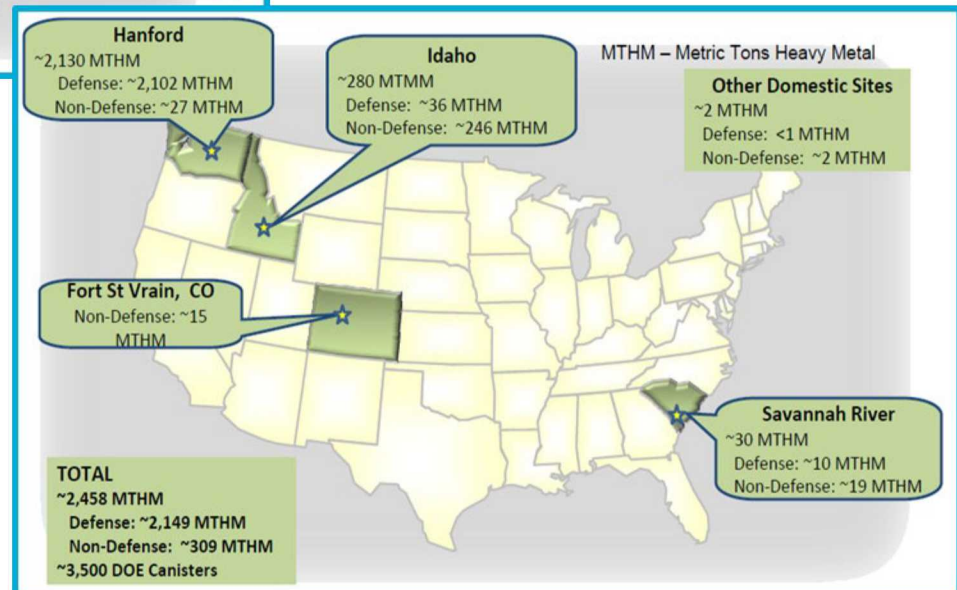 Hanford
~2,130 MTHM
Defense: ~2,102 MTHM
Non-Defense: ~27 MTHM
Idaho
~280 MTMM
Defense: ~36 MTHM
Non-Defense: ~246 MTHM
MTHM – Metric Tons Heavy Metal
Other Domestic Sites
~2 MTHM
Defense: <1 MTHM
Non-Defense: ~2 MTHM
Fort St Vrain, CO
Non-Defense: ~15
MTHM
Savannah River
~30 MTHM
Defense: ~10 MTHM
Non-Defense: ~19 MTHM
TOTAL
~2,458 MTHM
Defense: ~2,149 MTHM
Non-Defense: ~309 MTHM
~3,500 DOE Canisters